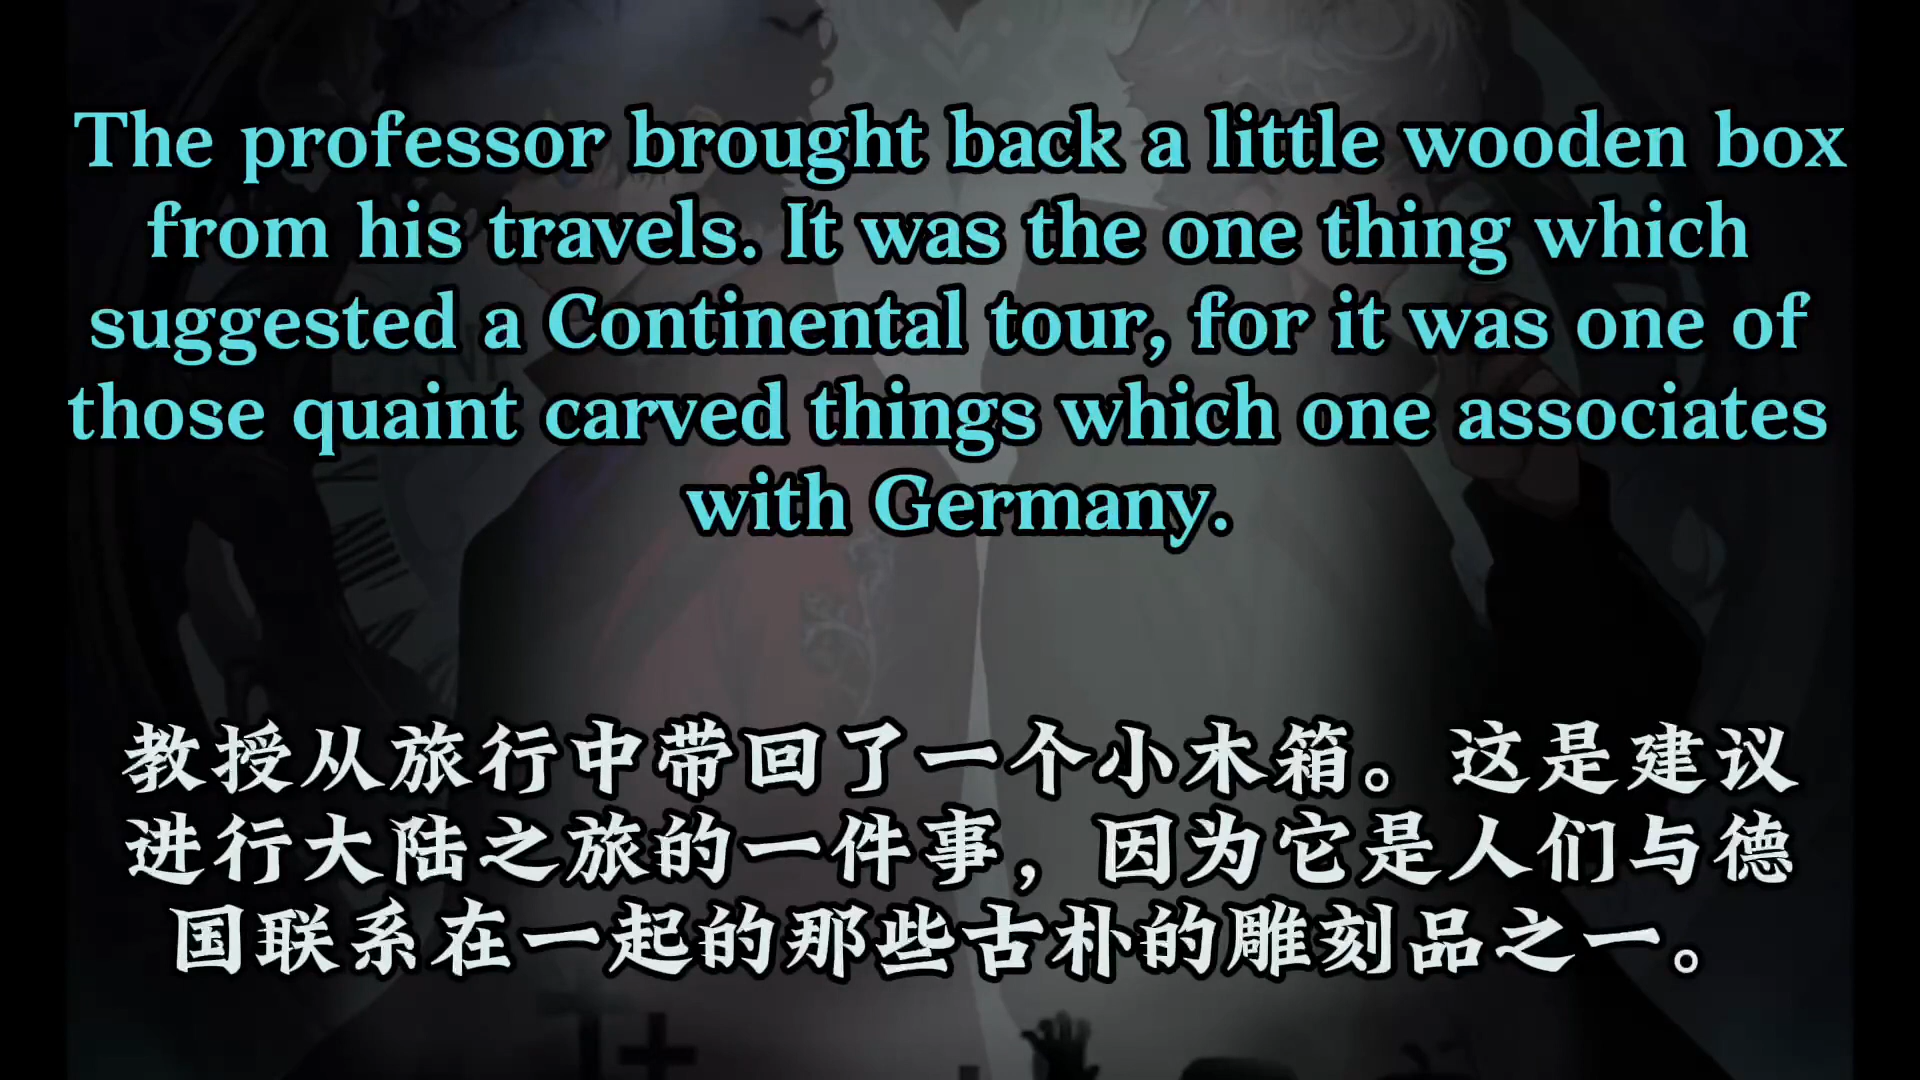 The professor brought back a little wooden box
from his travels. It was the one thing which
suggested a Continental tour, for it was one of
those quaint carved things which one associates
with Germany.
教授从旅行中带回了一个小木箱。这是建议
进行大陆之旅的一件事，因为它是人们与德
国联系在一起的那些古朴的雕刻品之一。